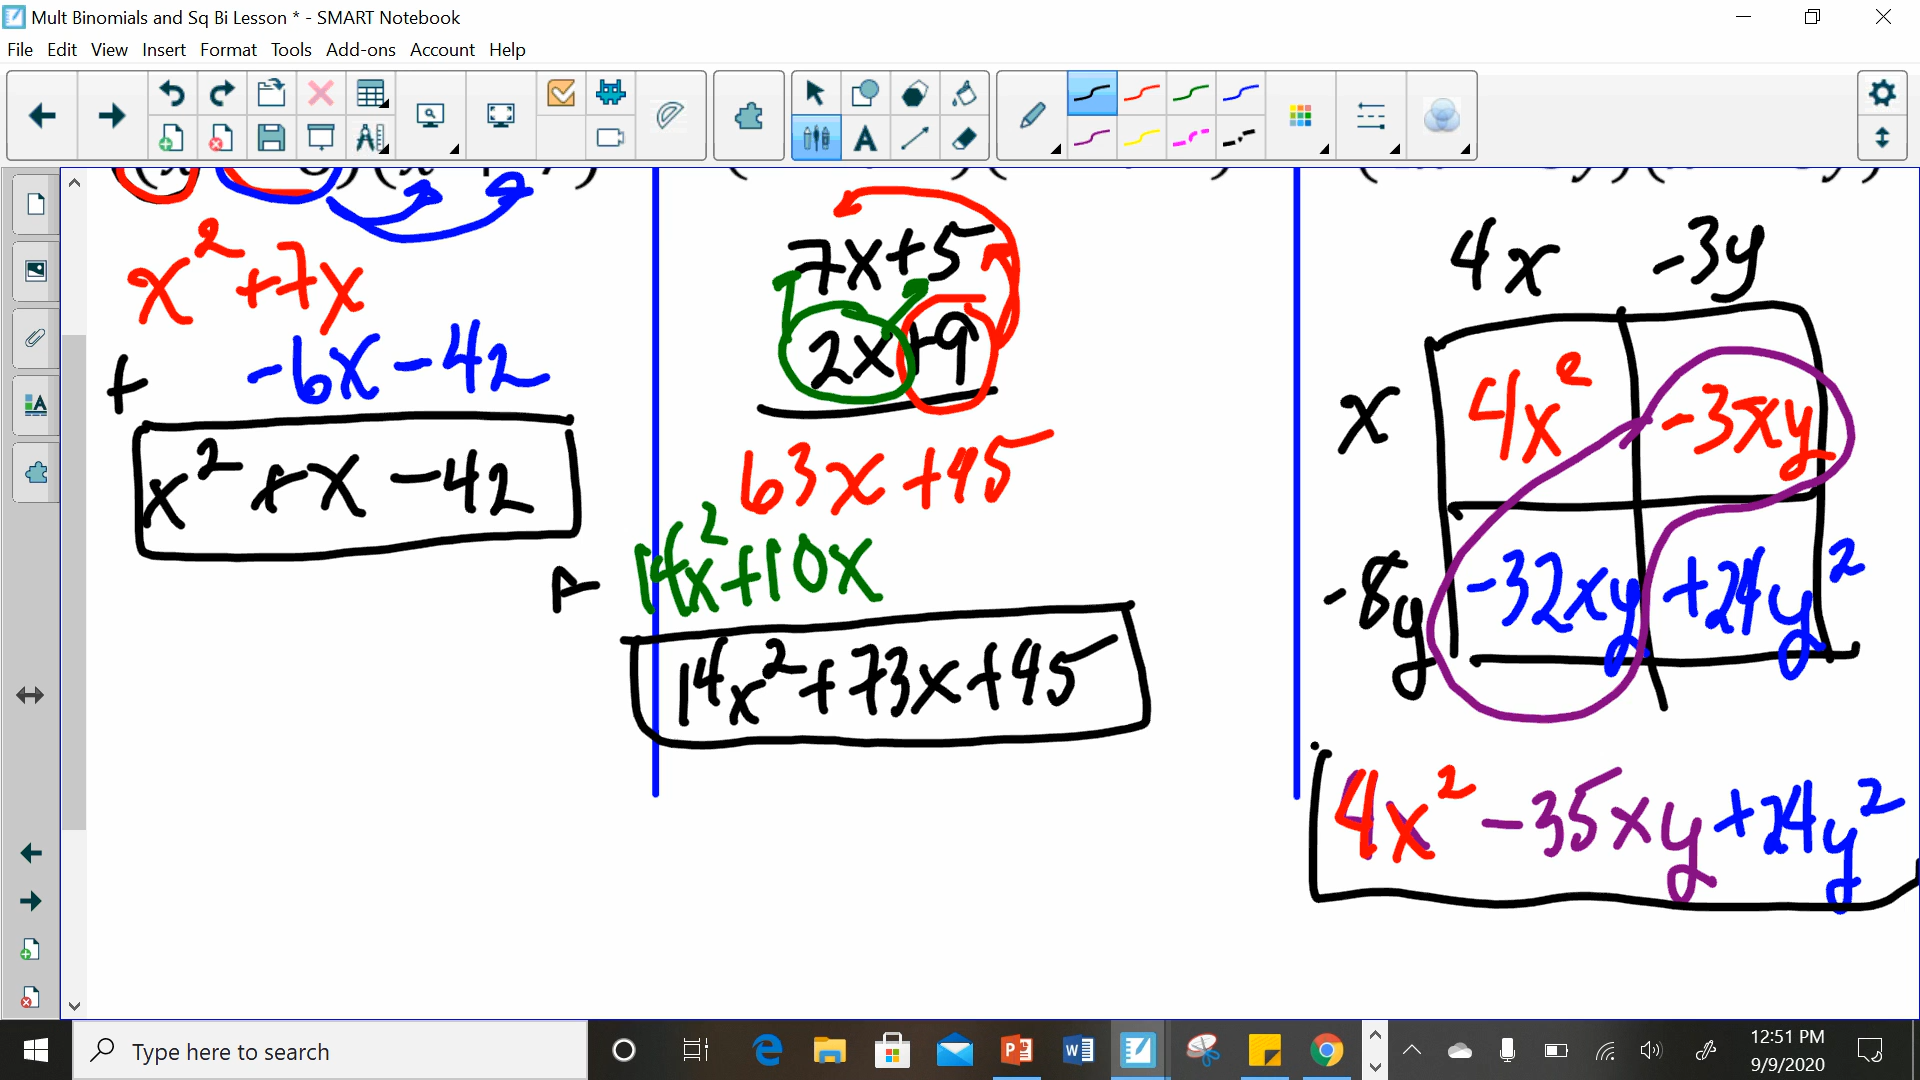 Mult Binomials and Sq Bi Lesson * - SMART Notebook
File Edit View Insert Format Tools Add-ons Account Help
x² + 7x
+ -6x - 42
x² + x - 42
7x + 5
2x + 9
63x + 45
+ 14x² + 10x
14x² + 73x + 45
4x -3y
x 4x² -3xy
-8y -32xy +24y²
4x² - 35xy + 24y²
Type here to search
12:51 PM
9/9/2020